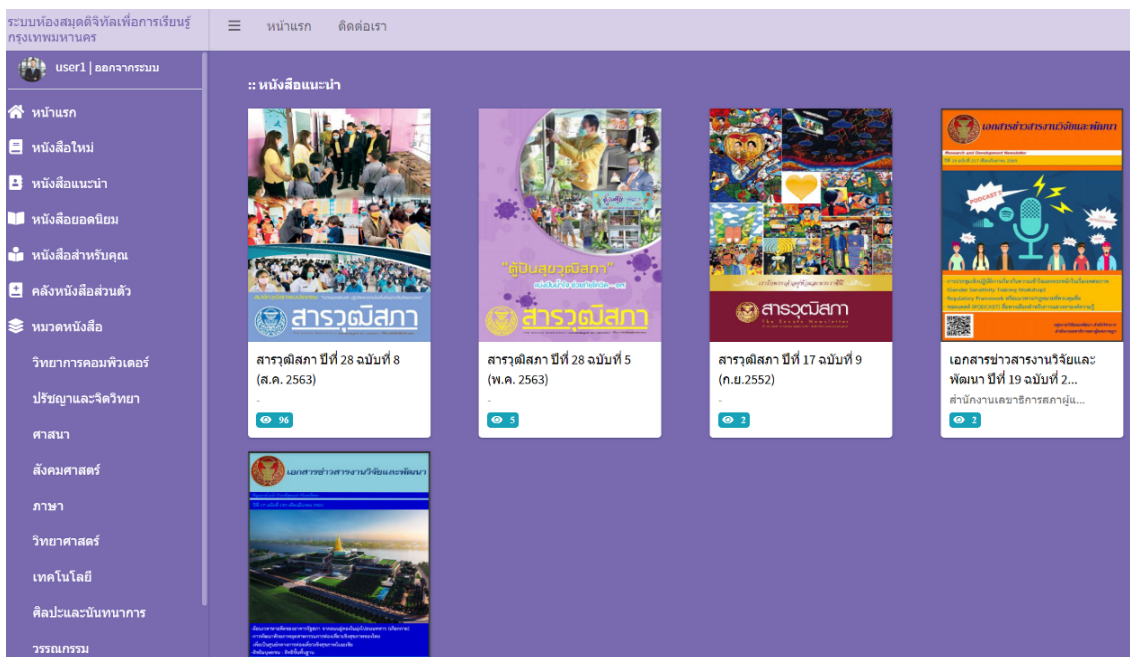 ระบบห้องสมุดดิจิทัลเพื่อการเรียนรู้
กรุงเทพมหานคร
หน้าแรก
ติดต่อเรา
user1 | ออกจากระบบ
หน้าแรก
หนังสือใหม่
หนังสือแนะนำ
หนังสือยอดนิยม
หนังสือสำหรับคุณ
คลังหนังสือส่วนตัว
หมวดหนังสือ
วิทยาการคอมพิวเตอร์
ปรัชญาและจิตวิทยา
ศาสนา
สังคมศาสตร์
ภาษา
วิทยาศาสตร์
เทคโนโลยี
ศิลปะและนันทนาการ
วรรณกรรม
:: หนังสือแนะนำ
สารวุฒิสภา
สารวุฒิสภา ปีที่ 28 ฉบับที่ 8
(ส.ค. 2563)
-
96
"ตู้ปันสุขวุฒิสภา"
สารวุฒิสภา
สารวุฒิสภา ปีที่ 28 ฉบับที่ 5
(พ.ค. 2563)
-
5
สารวุฒิสภา
The Senate Newsletter
สารวุฒิสภา ปีที่ 17 ฉบับที่ 9
(ก.ย.2552)
-
2
เอกสารข่าวสารงานวิจัยและพัฒนา
Research and Development Newsletter
PODCAST !
เอกสารข่าวสารงานวิจัยและ
พัฒนา ปีที่ 19 ฉบับที่ 2...
สำนักงานเลขาธิการสภาผู้แ...
2
เอกสารข่าวสารงานวิจัยและพัฒนา